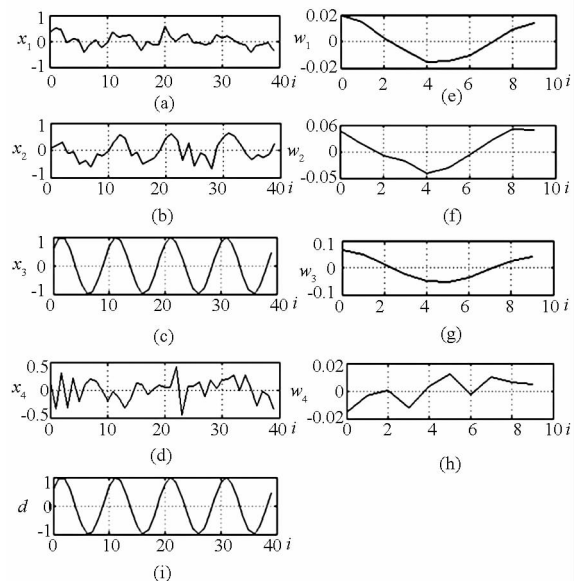 1
x1 0
-1
0 10 20 30 40 i
(a)
0.02
w1 0
-0.02
0 2 4 6 8 10 i
(e)
1
x2 0
-1
0 10 20 30 40 i
(b)
0.06
w2 0
-0.05
0 2 4 6 8 10 i
(f)
1
x3 0
-1
0 10 20 30 40 i
(c)
0.1
w3 0
-0.1
0 2 4 6 8 10 i
(g)
0.5
x4 0
-0.5
0 10 20 30 40 i
(d)
0.02
w4 0
-0.02
0 2 4 6 8 10 i
(h)
1
d 0
-1
0 10 20 30 40 i
(i)